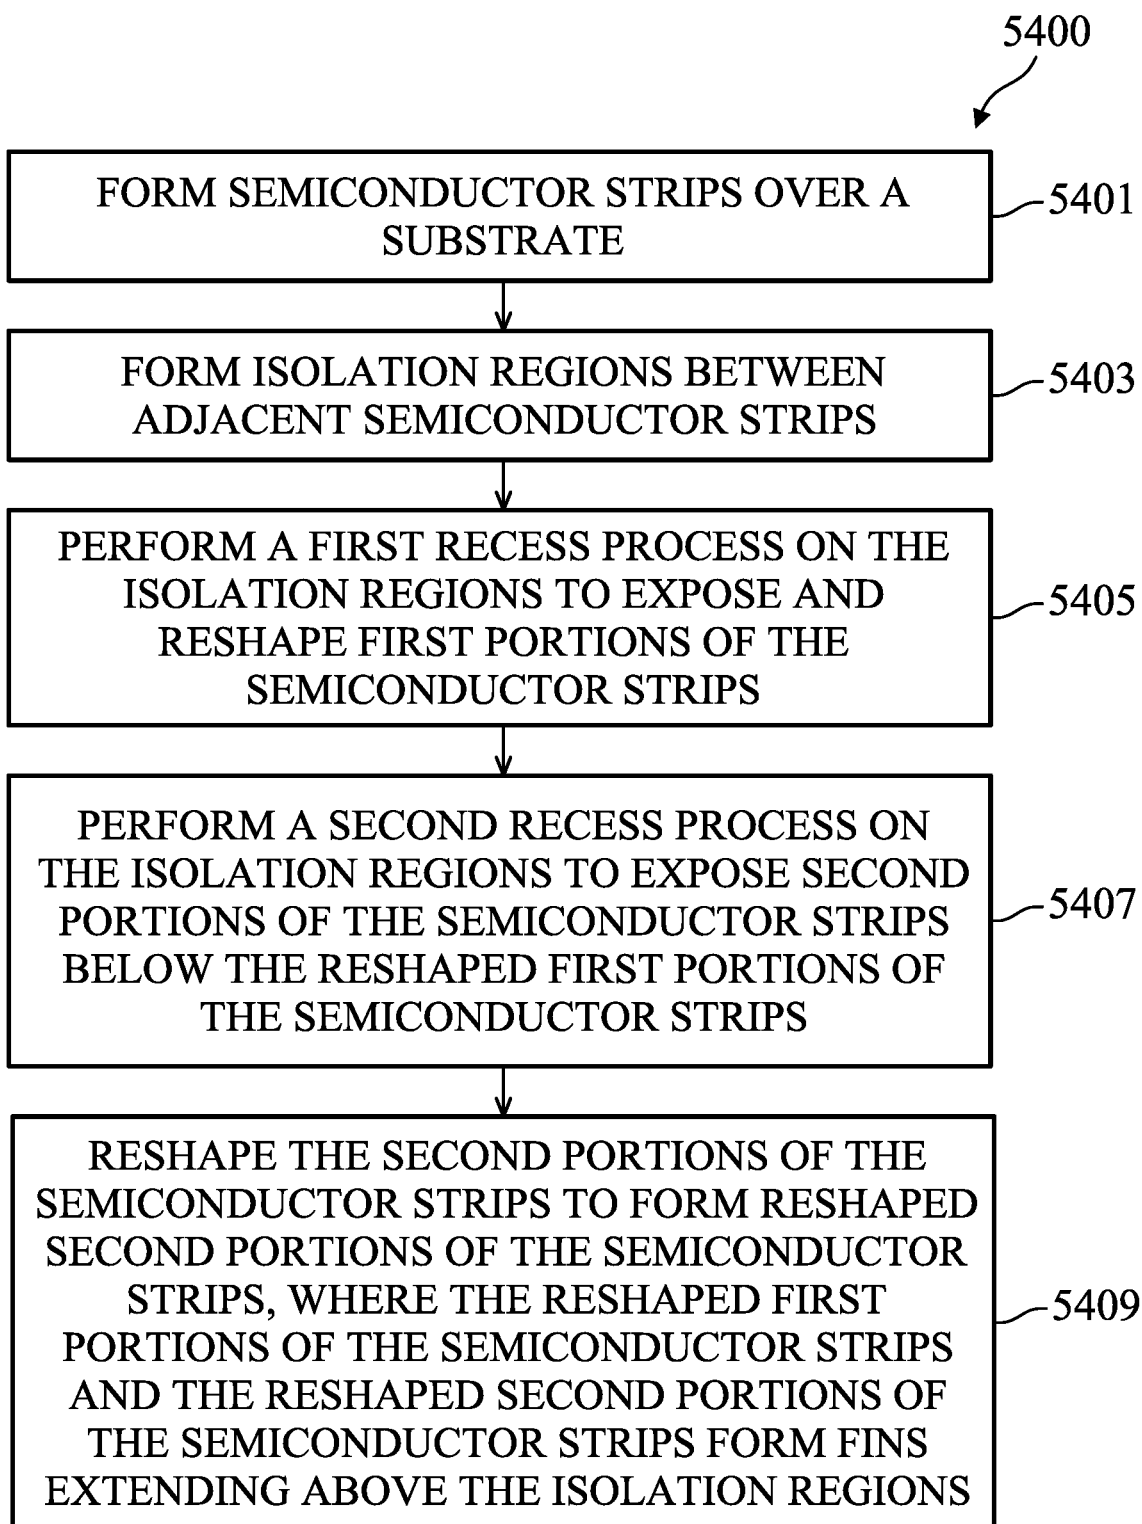 5400
FORM SEMICONDUCTOR STRIPS OVER A
SUBSTRATE
5401
FORM ISOLATION REGIONS BETWEEN
ADJACENT SEMICONDUCTOR STRIPS
5403
PERFORM A FIRST RECESS PROCESS ON THE
ISOLATION REGIONS TO EXPOSE AND
RESHAPE FIRST PORTIONS OF THE
SEMICONDUCTOR STRIPS
5405
PERFORM A SECOND RECESS PROCESS ON
THE ISOLATION REGIONS TO EXPOSE SECOND
PORTIONS OF THE SEMICONDUCTOR STRIPS
BELOW THE RESHAPED FIRST PORTIONS OF
THE SEMICONDUCTOR STRIPS
5407
RESHAPE THE SECOND PORTIONS OF THE
SEMICONDUCTOR STRIPS TO FORM RESHAPED
SECOND PORTIONS OF THE SEMICONDUCTOR
STRIPS, WHERE THE RESHAPED FIRST
PORTIONS OF THE SEMICONDUCTOR STRIPS
AND THE RESHAPED SECOND PORTIONS OF
THE SEMICONDUCTOR STRIPS FORM FINS
EXTENDING ABOVE THE ISOLATION REGIONS
5409